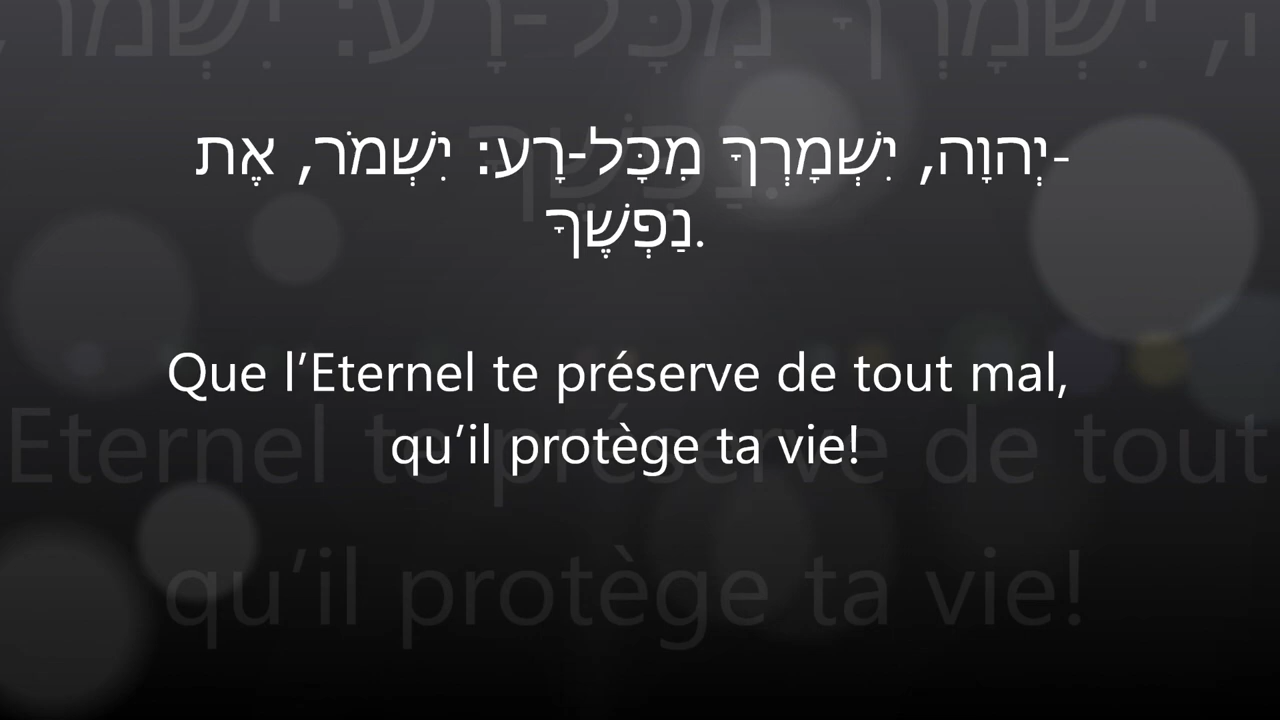 יְהוָה, יִשְׁמָרְךָ מִכָּל-רָע: יִשְׁמֹר, אֶת-
נַפְשֶׁךָ.
Que l’Eternel te préserve de tout mal,
qu’il protège ta vie!